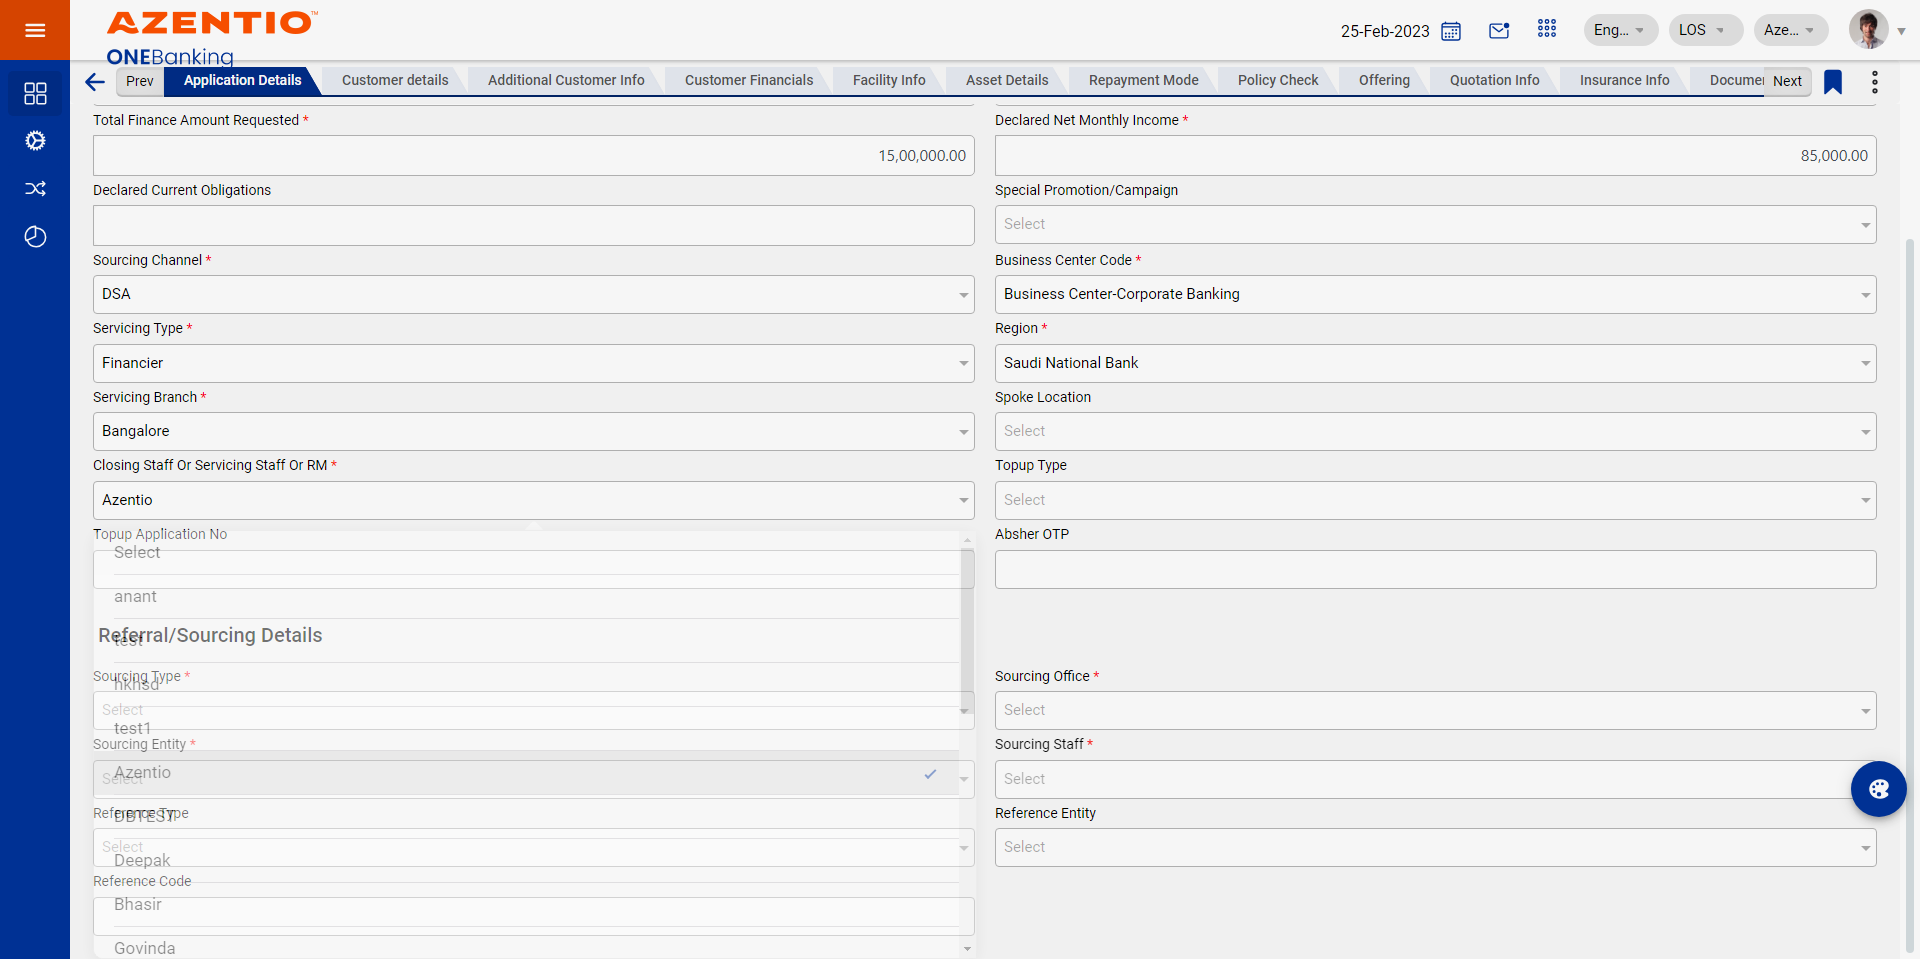 AZENTIO™
ONEBanking
25-Feb-2023
Eng...
LOS
Aze...
Prev
Application Details
Customer details
Additional Customer Info
Customer Financials
Facility Info
Asset Details
Repayment Mode
Policy Check
Offering
Quotation Info
Insurance Info
Documen
Next
Total Finance Amount Requested *
Declared Net Monthly Income *
15,00,000.00
85,000.00
Declared Current Obligations
Special Promotion/Campaign
Select
Sourcing Channel *
Business Center Code *
DSA
Business Center-Corporate Banking
Servicing Type *
Region *
Financier
Saudi National Bank
Servicing Branch *
Spoke Location
Bangalore
Select
Closing Staff Or Servicing Staff Or RM *
Topup Type
Azentio
Select
Topup Application No
Absher OTP
Select
anant
Referral/Sourcing Details
test
Sourcing Type *
Sourcing Office *
Select
Select
test1
Sourcing Entity *
Sourcing Staff *
Azentio
Select
Select
Reference Type
DBTEST
Reference Entity
Select
Select
Deepak
Reference Code
Bhasir
Govinda